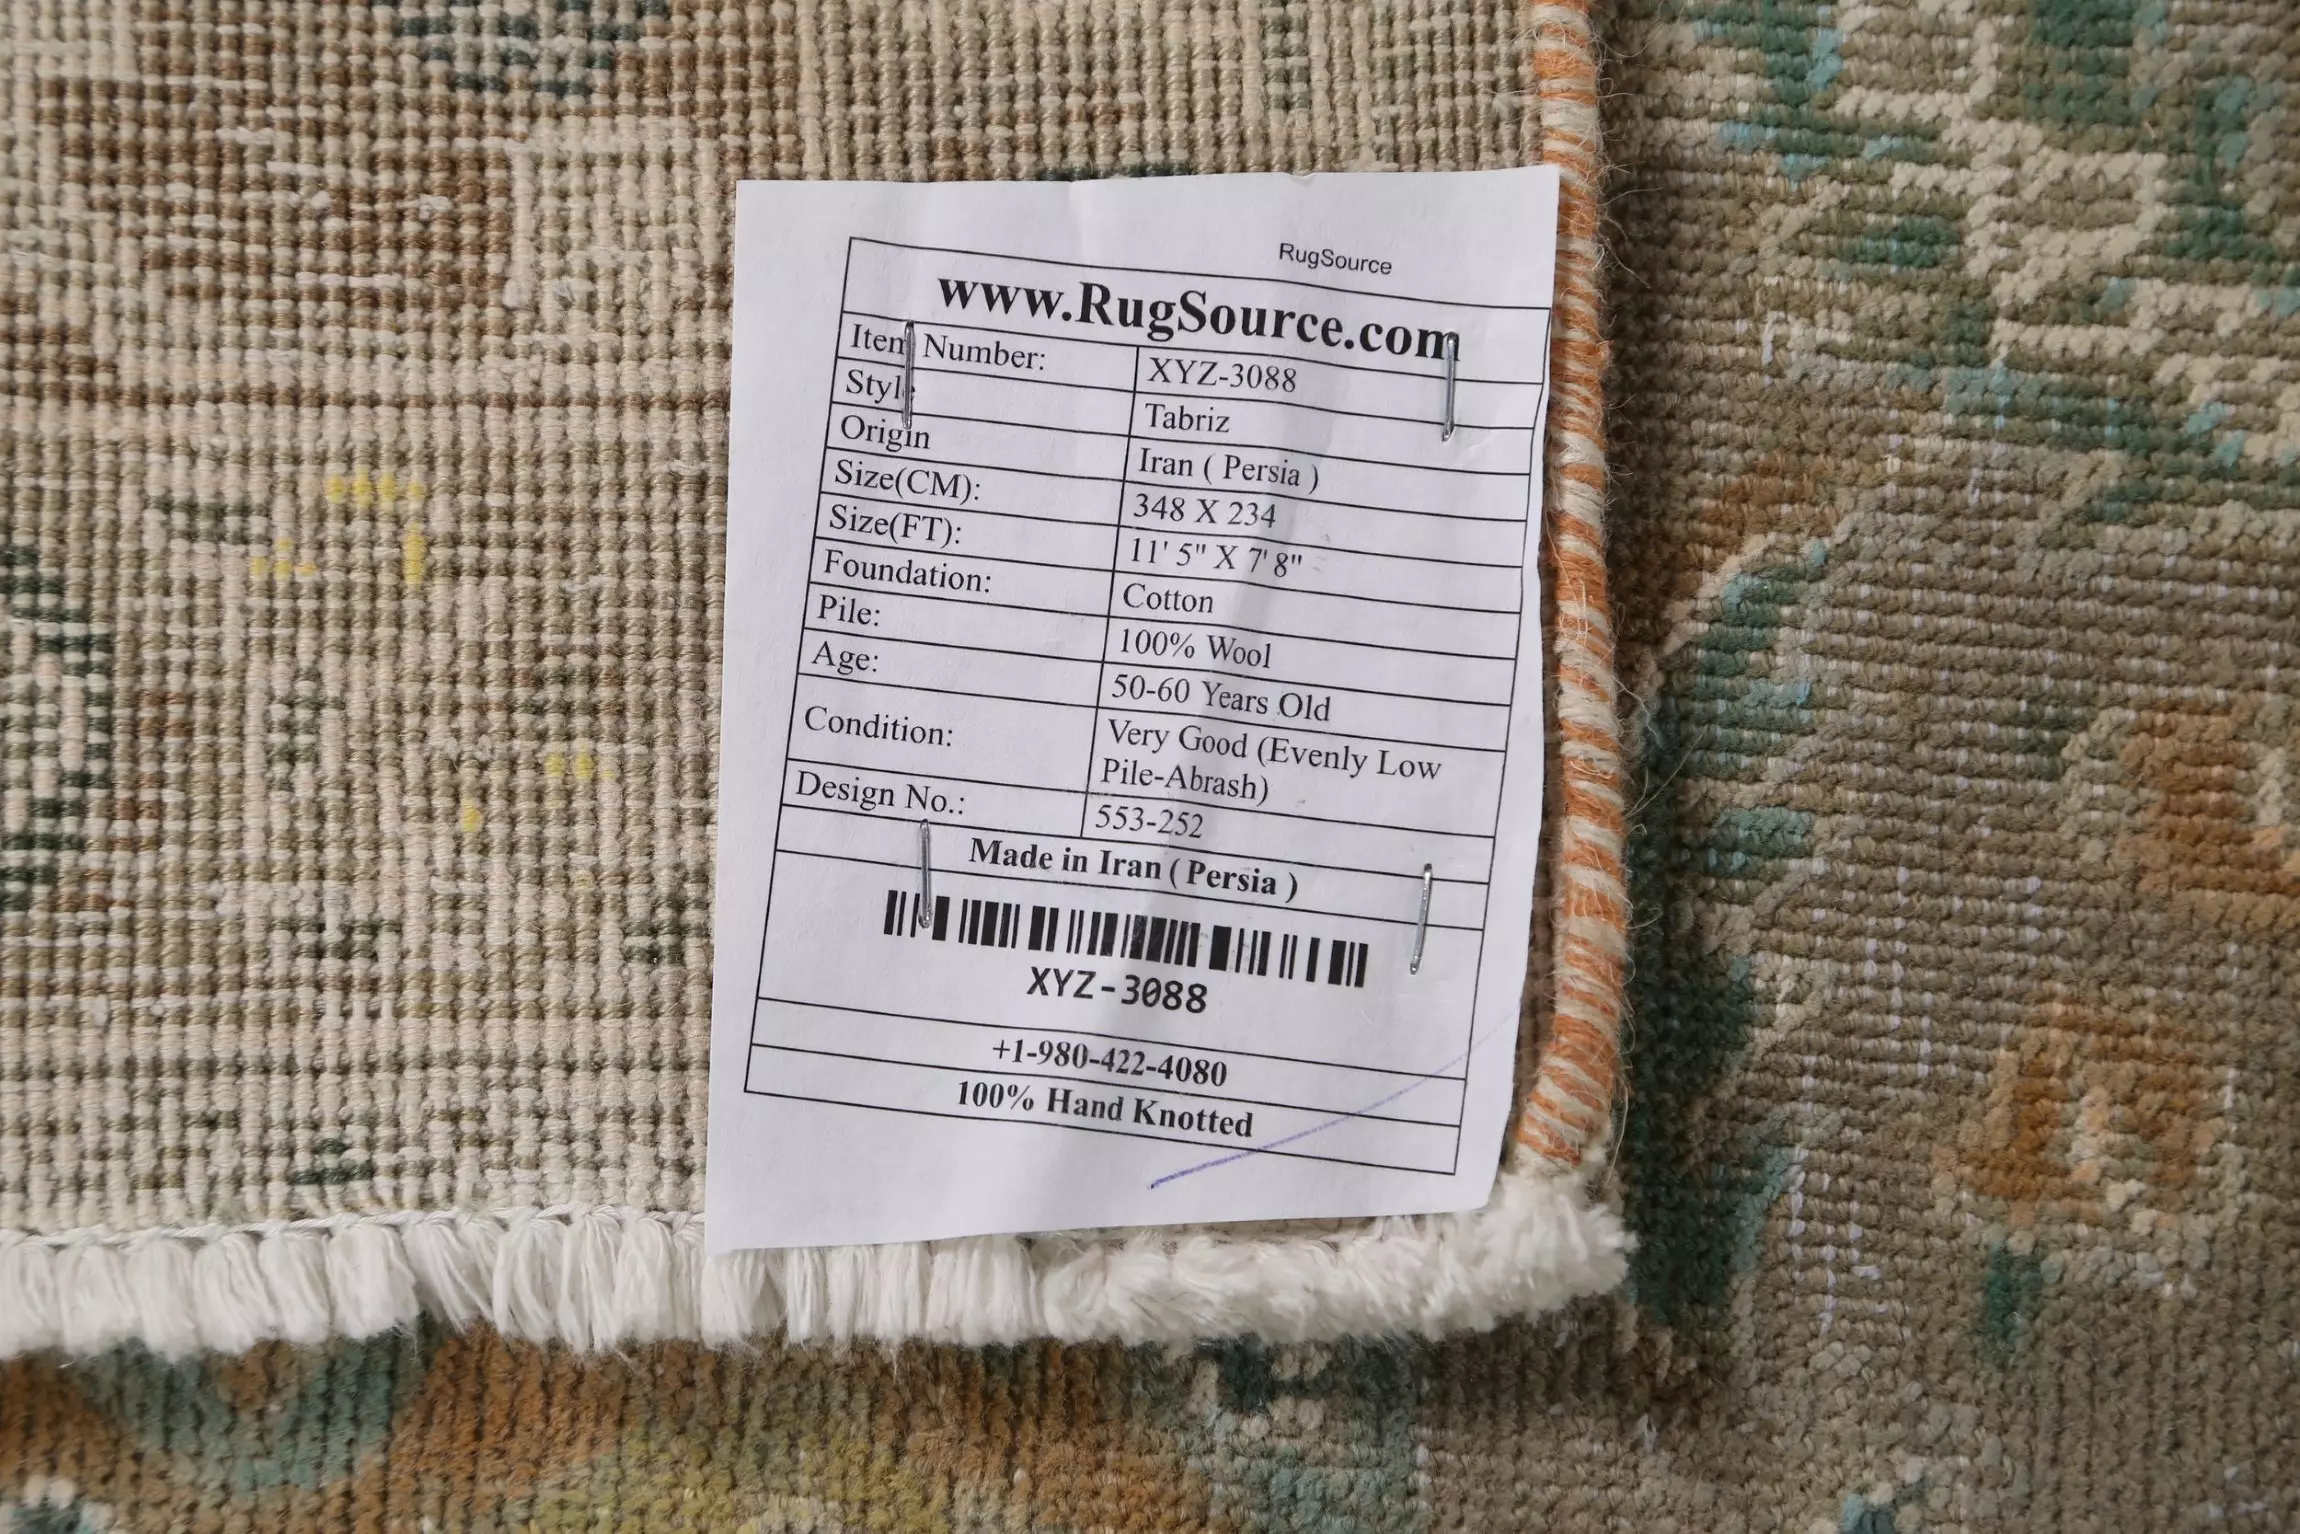 RugSource
www.RugSource.com
Item Number: XYZ-3088
Style Tabriz
Origin Iran ( Persia )
Size(CM): 348 X 234
Size(FT): 11' 5" X 7' 8"
Foundation: Cotton
Pile: 100% Wool
Age: 50-60 Years Old
Condition: Very Good (Evenly Low
Pile-Abrash)
Design No.: 553-252
Made in Iran ( Persia )
XYZ-3088
+1-980-422-4080
100% Hand Knotted